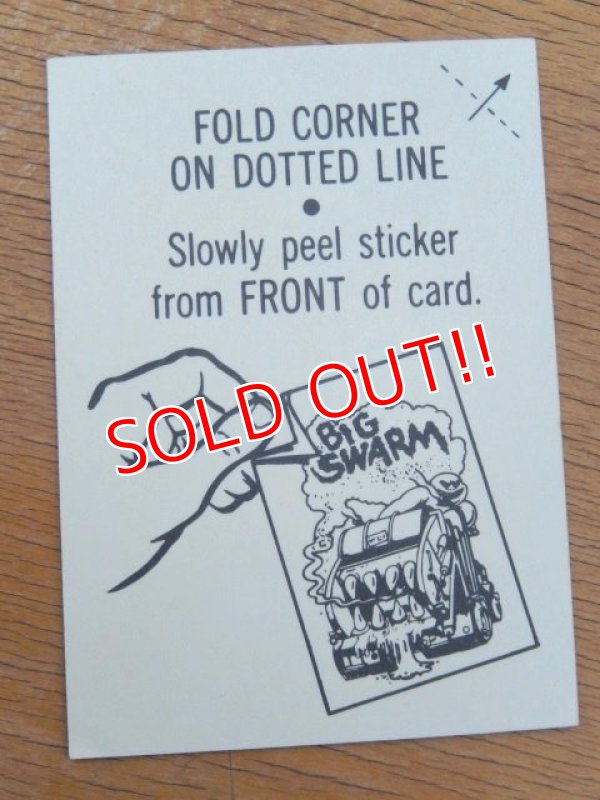 FOLD CORNER
ON DOTTED LINE
●
Slowly peel sticker
from FRONT of card.
SOLD OUT!!
BIG
SWARM